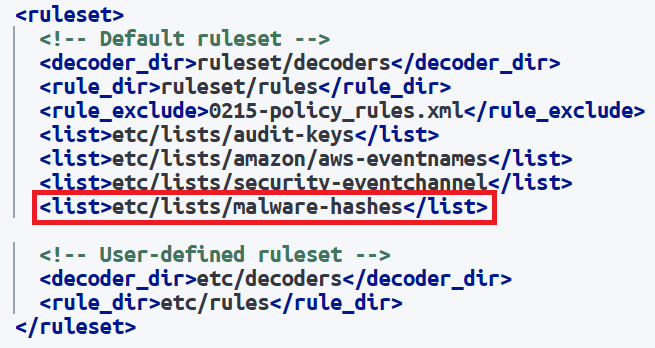 <ruleset>
<!-- Default ruleset -->
<decoder_dir>ruleset/decoders</decoder_dir>
<rule_dir>ruleset/rules</rule_dir>
<rule_exclude>0215-policy_rules.xml</rule_exclude>
<list>etc/lists/audit-keys</list>
<list>etc/lists/amazon/aws-eventnames</list>
<list>etc/lists/security-eventchannel</list>
<list>etc/lists/malware-hashes</list>
<!-- User-defined ruleset -->
<decoder_dir>etc/decoders</decoder_dir>
<rule_dir>etc/rules</rule_dir>
</ruleset>